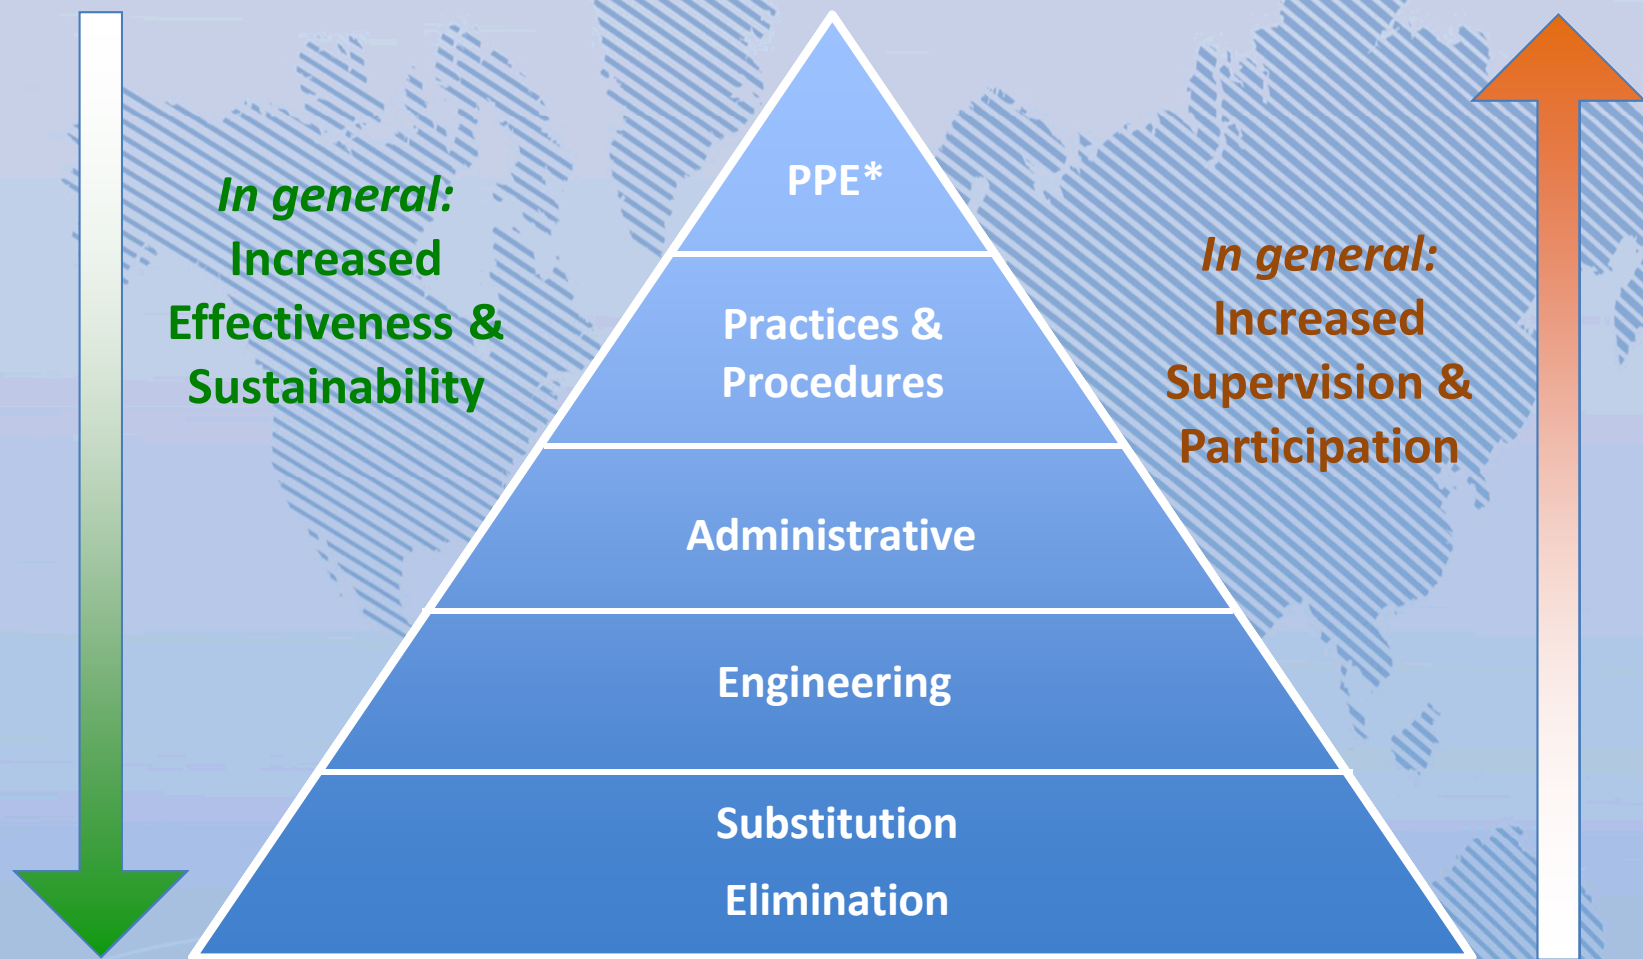 In general:
Increased
Effectiveness &
Sustainability
PPE*
Practices &
Procedures
Administrative
Engineering
Substitution
Elimination
In general:
Increased
Supervision &
Participation